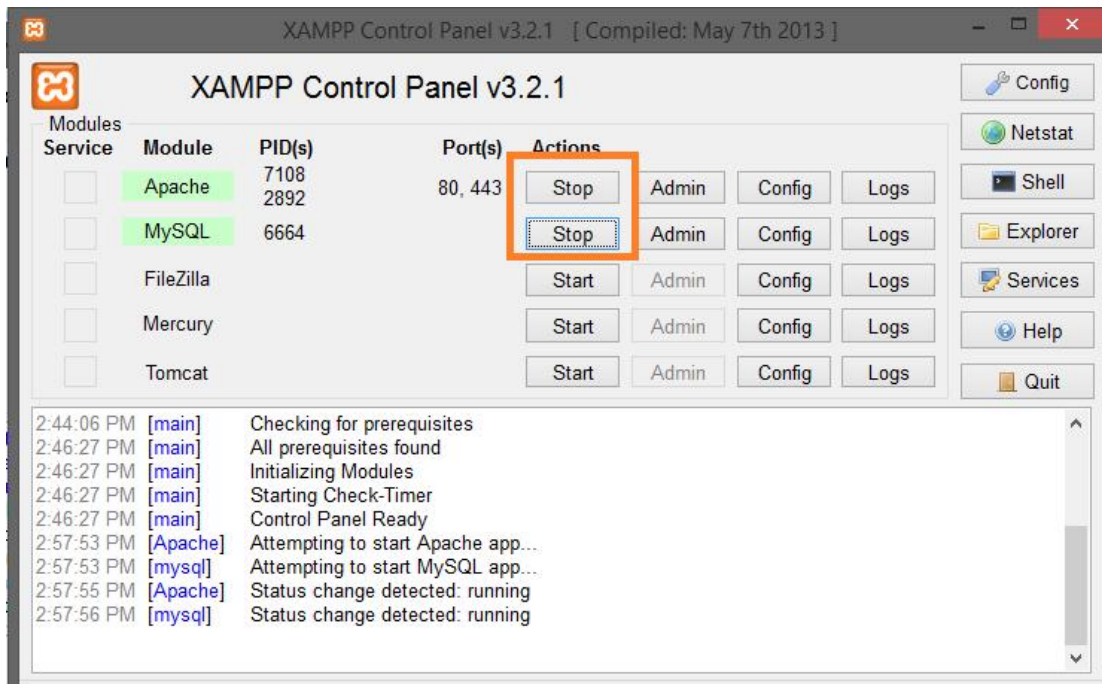 XAMPP Control Panel v3.2.1 [ Compiled: May 7th 2013 ]
XAMPP Control Panel v3.2.1
Config
Modules
Service Module PID(s) Port(s) Actions
Netstat
Apache 7108 2892 80, 443 Stop Admin Config Logs
Shell
MySQL 6664 Stop Admin Config Logs
Explorer
FileZilla Start Admin Config Logs
Services
Mercury Start Admin Config Logs
Help
Tomcat Start Admin Config Logs
Quit
2:44:06 PM [main] Checking for prerequisites
2:46:27 PM [main] All prerequisites found
2:46:27 PM [main] Initializing Modules
2:46:27 PM [main] Starting Check-Timer
2:46:27 PM [main] Control Panel Ready
2:57:53 PM [Apache] Attempting to start Apache app...
2:57:53 PM [mysql] Attempting to start MySQL app...
2:57:55 PM [Apache] Status change detected: running
2:57:56 PM [mysql] Status change detected: running